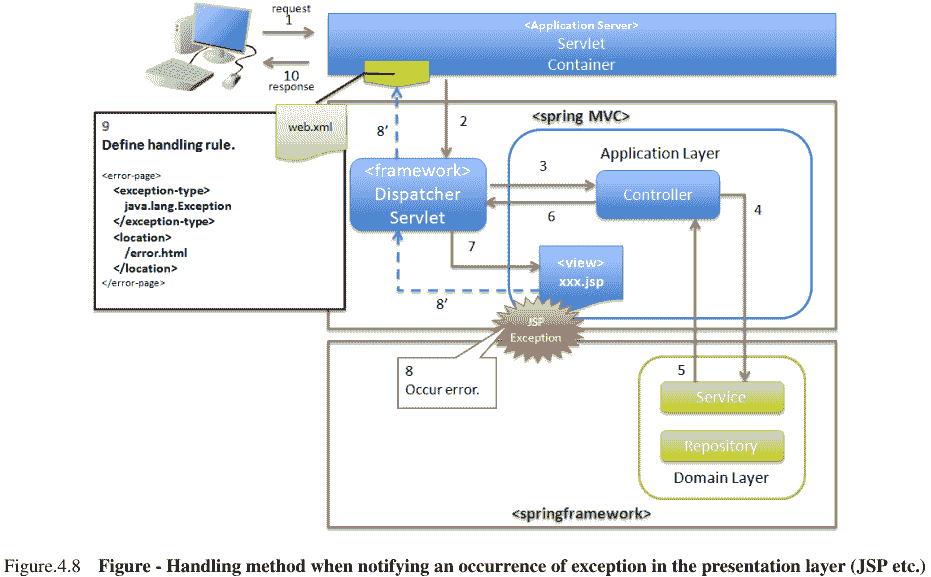 request
1
10
response
<Application Server>
Servlet
Container
web.xml
9
Define handling rule.
<error-page>
<exception-type>
java.lang.Exception
</exception-type>
<location>
/error.html
</location>
</error-page>
8’
2
<spring MVC>
Application Layer
<framework>
Dispatcher
Servlet
3
Controller
6
4
7
<view>
xxx.jsp
8’
JSP
Exception
8
Occur error.
5
Service
Repository
Domain Layer
<springframework>
Figure.4.8 Figure - Handling method when notifying an occurrence of exception in the presentation layer (JSP etc.)